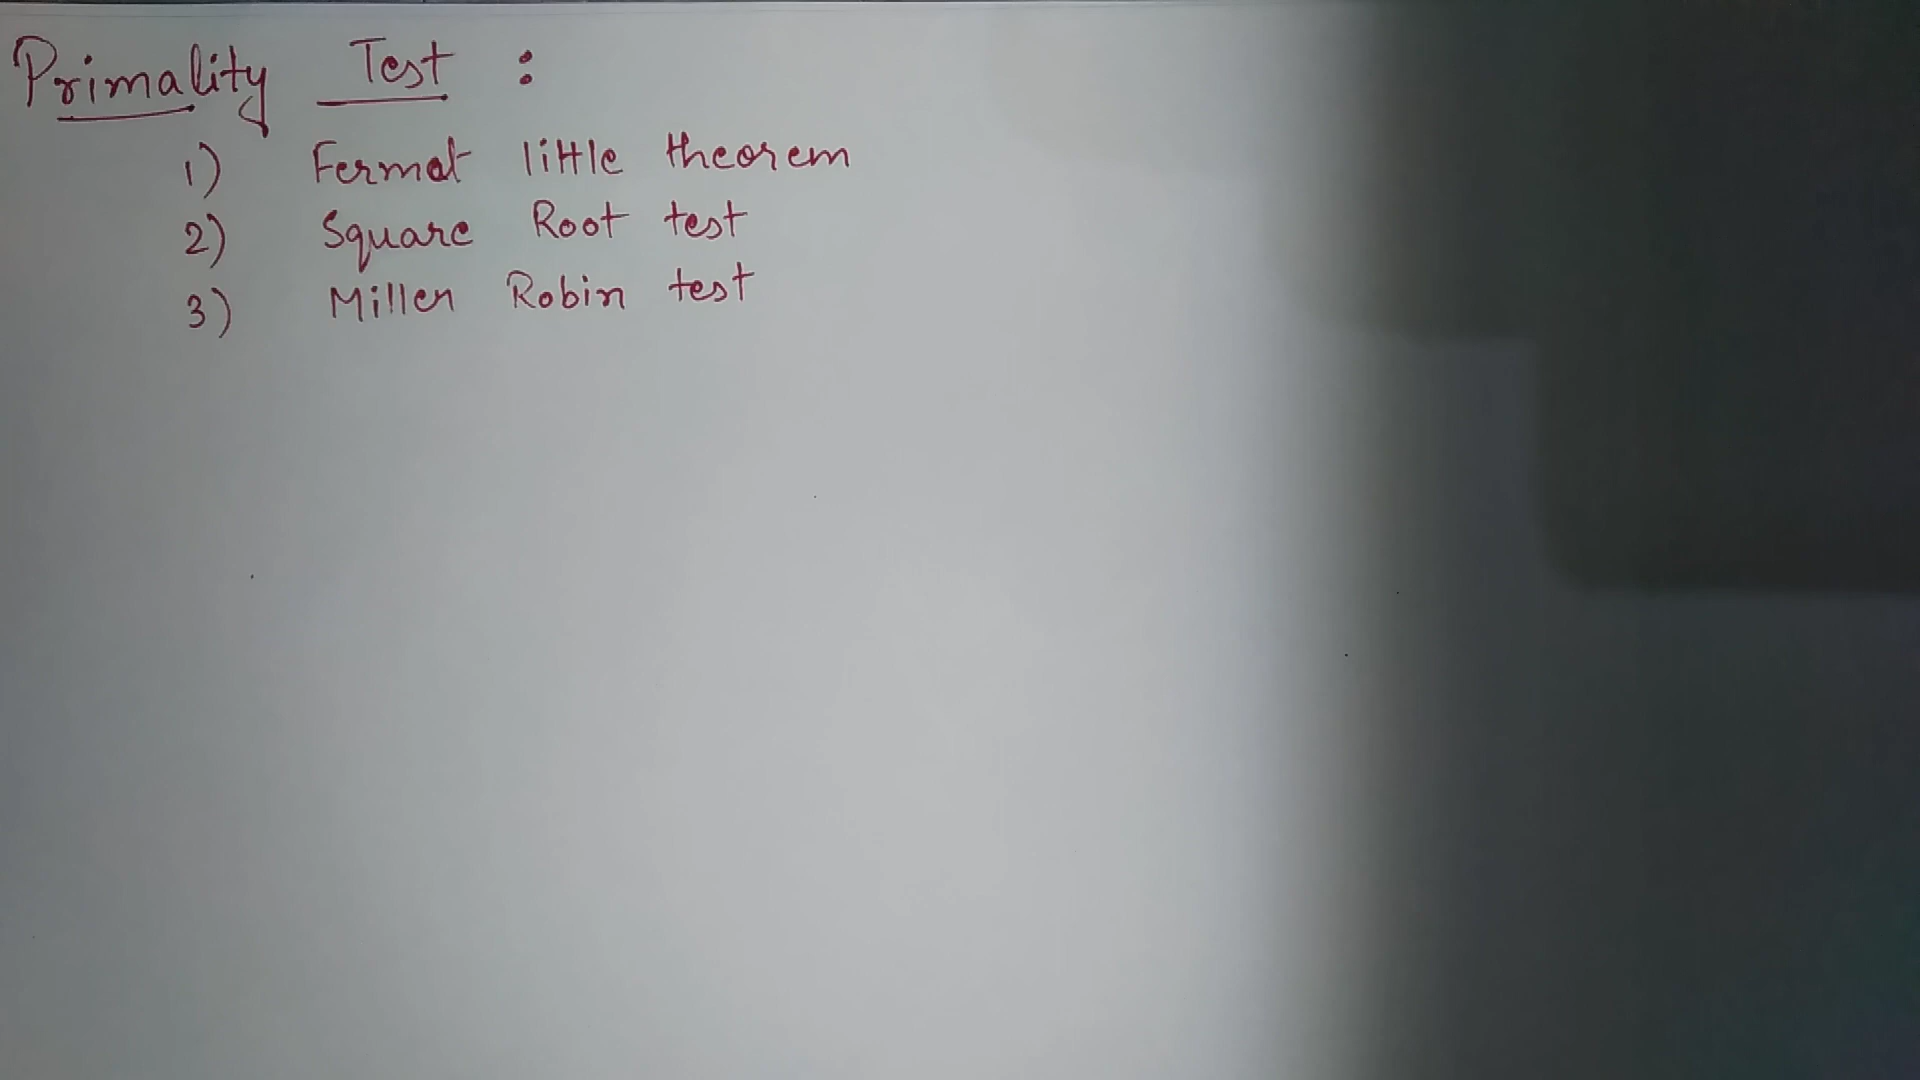 Primality Test :
1) Fermat little theorem
2) Square Root test
3) Miller Robin test